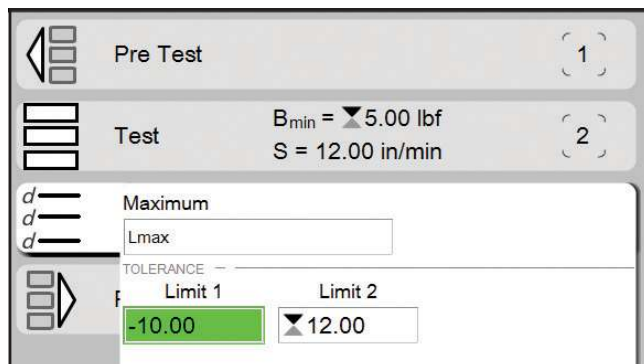 Pre Test
1
Test
B min = 5.00 lbf
S = 12.00 in/min
2
d
d
d
Maximum
Lmax
TOLERANCE
Limit 1
Limit 2
-10.00
12.00